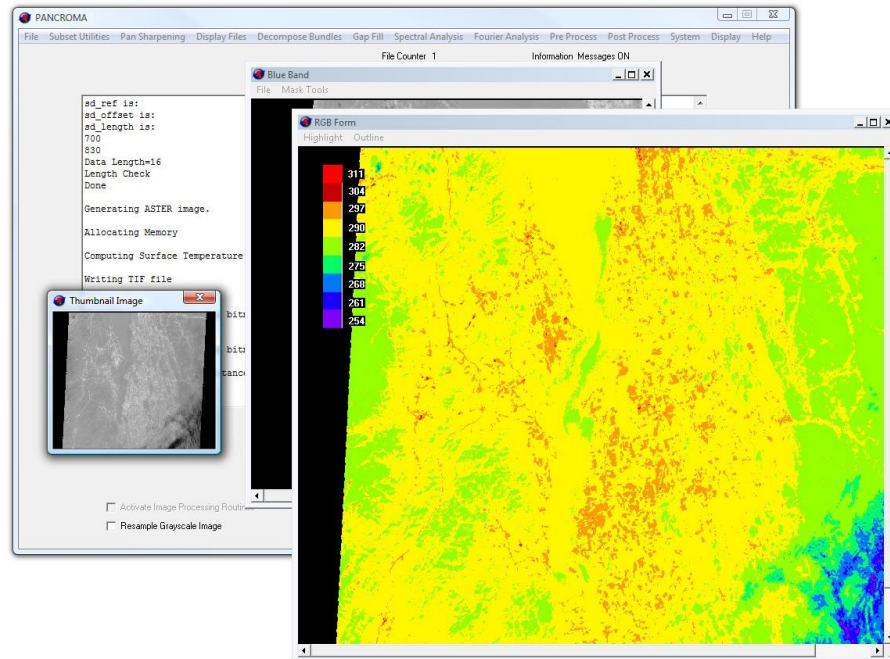 PANCROMA
File Subset Utilities Pan Sharpening Display Files Decompose Bundles Gap Fill Spectral Analysis Fourier Analysis Pre Process Post Process System Display Help
File Counter 1 Information Messages ON
Blue Band
File Mask Tools
RGB Form
Highlight Outline
sd_ref is:
sd_offset is:
sd_length is:
700
830
Data Length=16
Length Check
Done
Generating ASTER image.
Allocating Memory
Computing Surface Temperature
Writing TIF file
Thumbnail Image
311
304
297
290
282
275
268
261
254
Activate Image Processing
Resample Grayscale Image